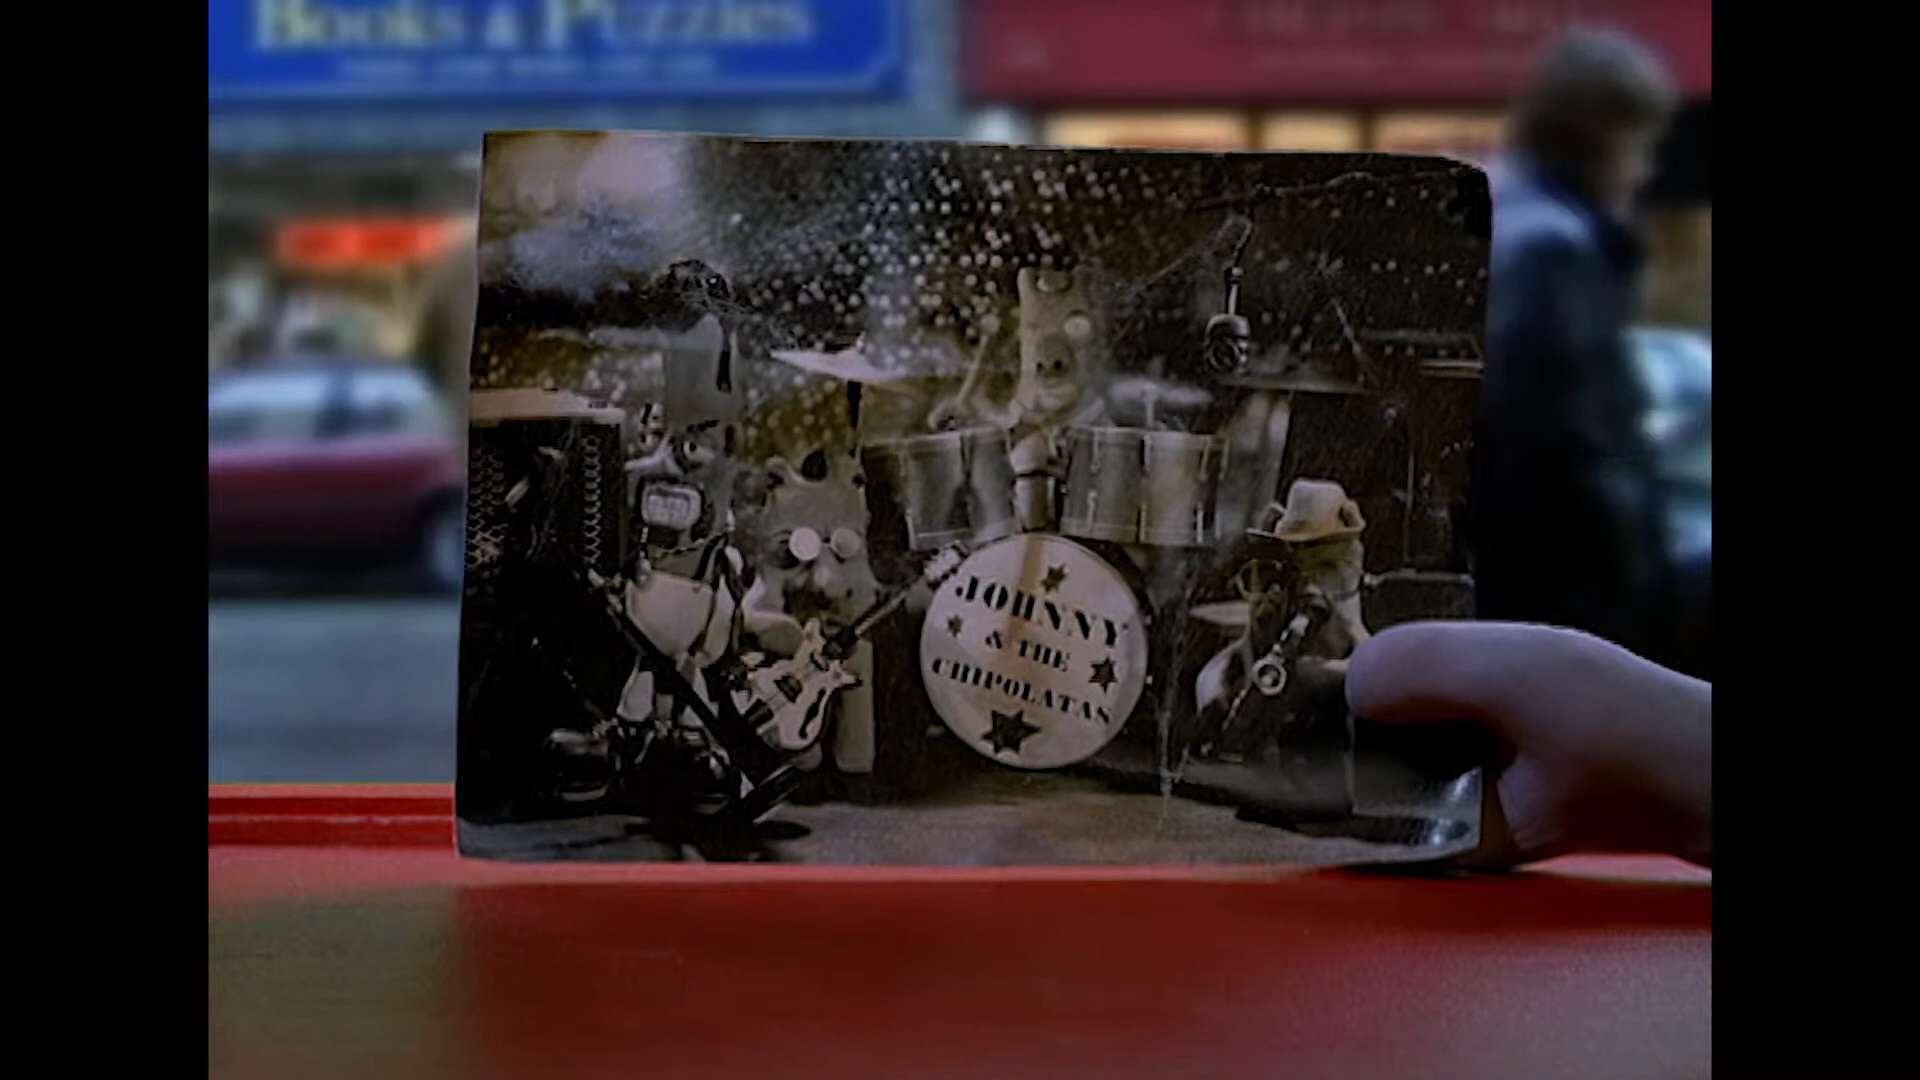 Books & Puzzles
JOHNNY
& THE
CHIPOLATAS